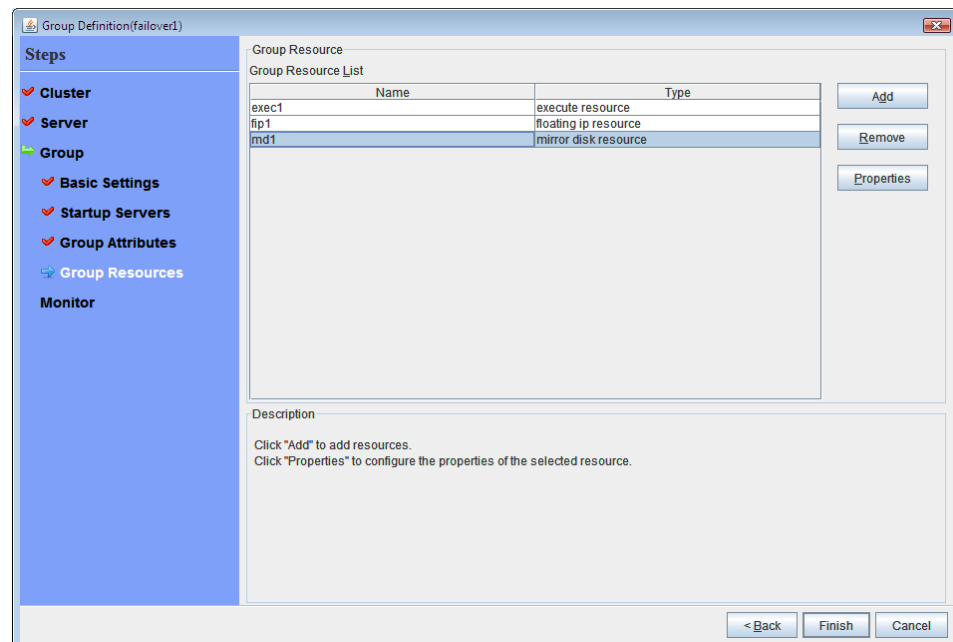 Group Definition(failover1)
Steps
Cluster
Server
Group
Basic Settings
Startup Servers
Group Attributes
Group Resources
Monitor
Group Resource
Group Resource List
Name Type
exec1 execute resource
fip1 floating ip resource
md1 mirror disk resource
Add
Remove
Properties
Description
Click "Add" to add resources.
Click "Properties" to configure the properties of the selected resource.
< Back Finish Cancel